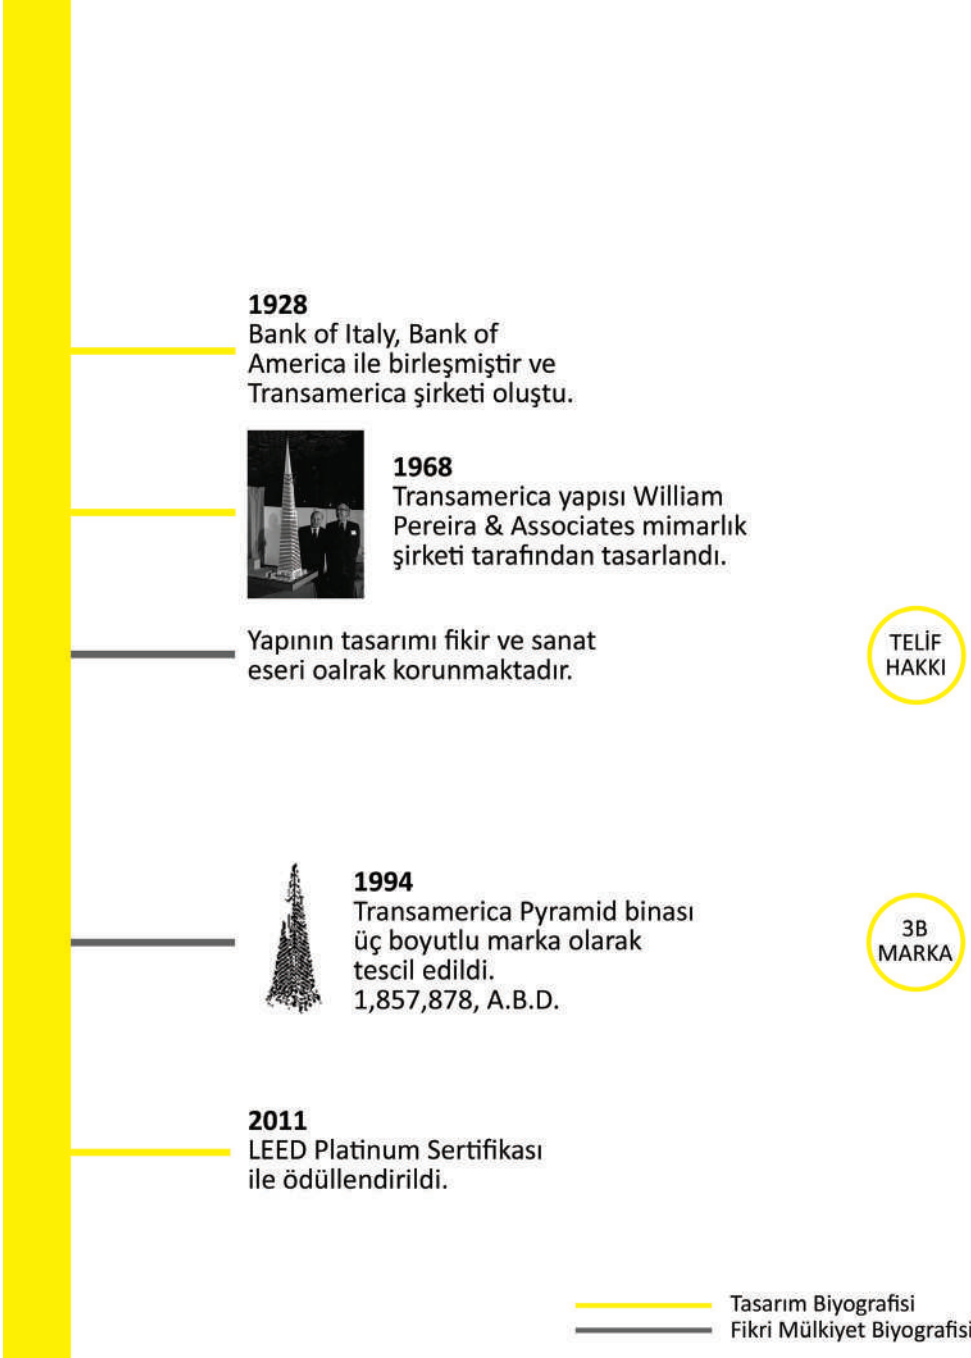 1928
Bank of Italy, Bank of
America ile birleşmiştir ve
Transamerica şirketi oluştu.
1968
Transamerica yapısı William
Pereira & Associates mimarlık
şirketi tarafından tasarlandı.
Yapının tasarımı fikir ve sanat
eseri oalrak korunmaktadır.
TELİF
HAKKI
1994
Transamerica Pyramid binası
üç boyutlu marka olarak
tescil edildi.
1,857,878, A.B.D.
3B
MARKA
2011
LEED Platinum Sertifikası
ile ödüllendirildi.
Tasarım Biyografisi
Fikri Mülkiyet Biyografisi